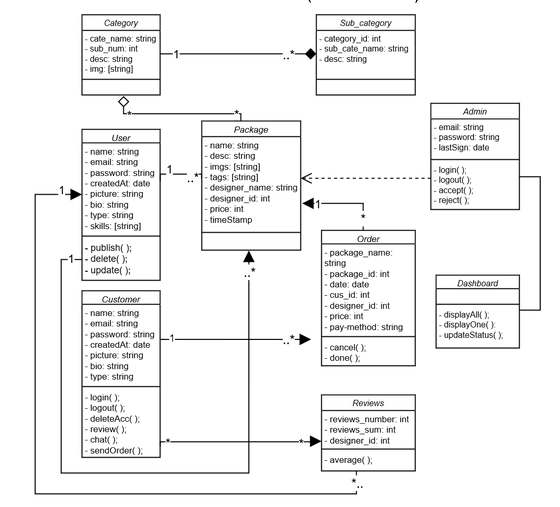 Category
- cate_name: string
- sub_num: int
- desc: string
- img: [string]
1
..*
Sub_category
- category_id: int
- sub_cate_name: string
- desc: string
*
*
User
- name: string
- email: string
- password: string
- createdAt: date
- picture: string
- bio: string
- type: string
- skills: [string]
- publish( );
- delete( );
- update( );
1
..*
1
1
Package
- name: string
- desc: string
- imgs: [string]
- tags: [string]
- designer_name: string
- designer_id: int
- price: int
- timeStamp
..*
Admin
- email: string
- password: string
- lastSign: date
- login( );
- logout( );
- accept( );
- reject( );
1
*
Order
- package_name:
string
- package_id: int
- date: date
- cus_id: int
- designer_id: int
- price: int
- pay-method: string
- cancel( );
- done( );
Dashboard
- displayAll( );
- displayOne( );
- updateStatus( );
Customer
- name: string
- email: string
- password: string
- createdAt: date
- picture: string
- bio: string
- type: string
- login( );
- logout( );
- deleteAcc( );
- review( );
- chat( );
- sendOrder( );
1
..*
*
*
Reviews
- reviews_number: int
- reviews_sum: int
- designer_id: int
- average( );
*..